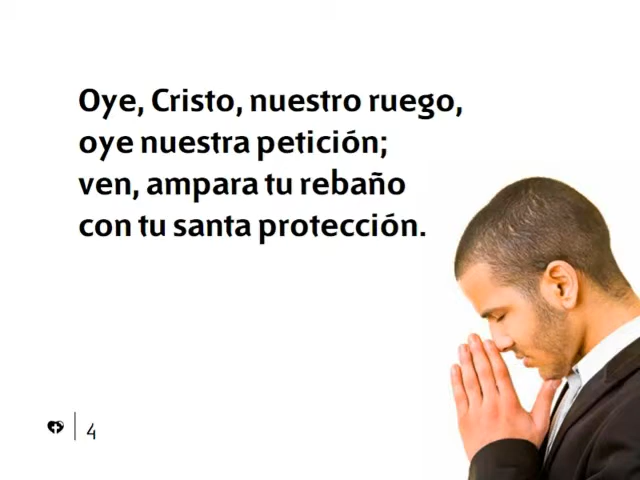 Oye, Cristo, nuestro ruego,
oye nuestra petición;
ven, ampara tu rebaño
con tu santa protección.
4